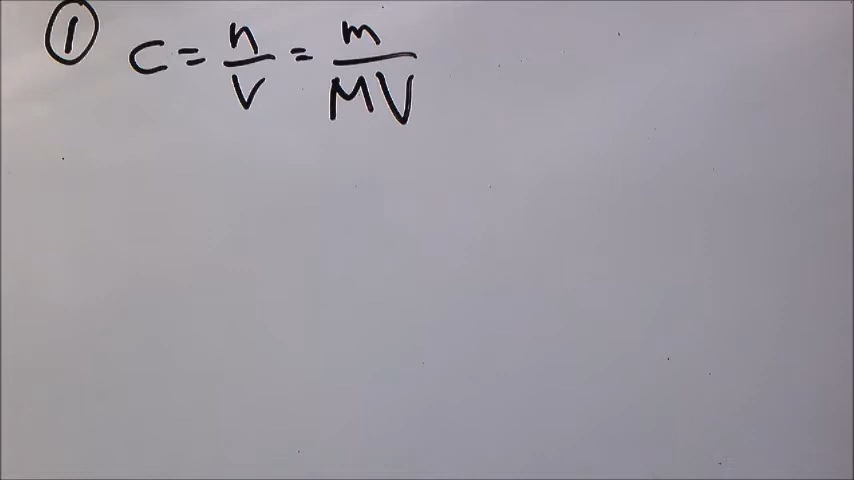 ① C = n/V = m/MV